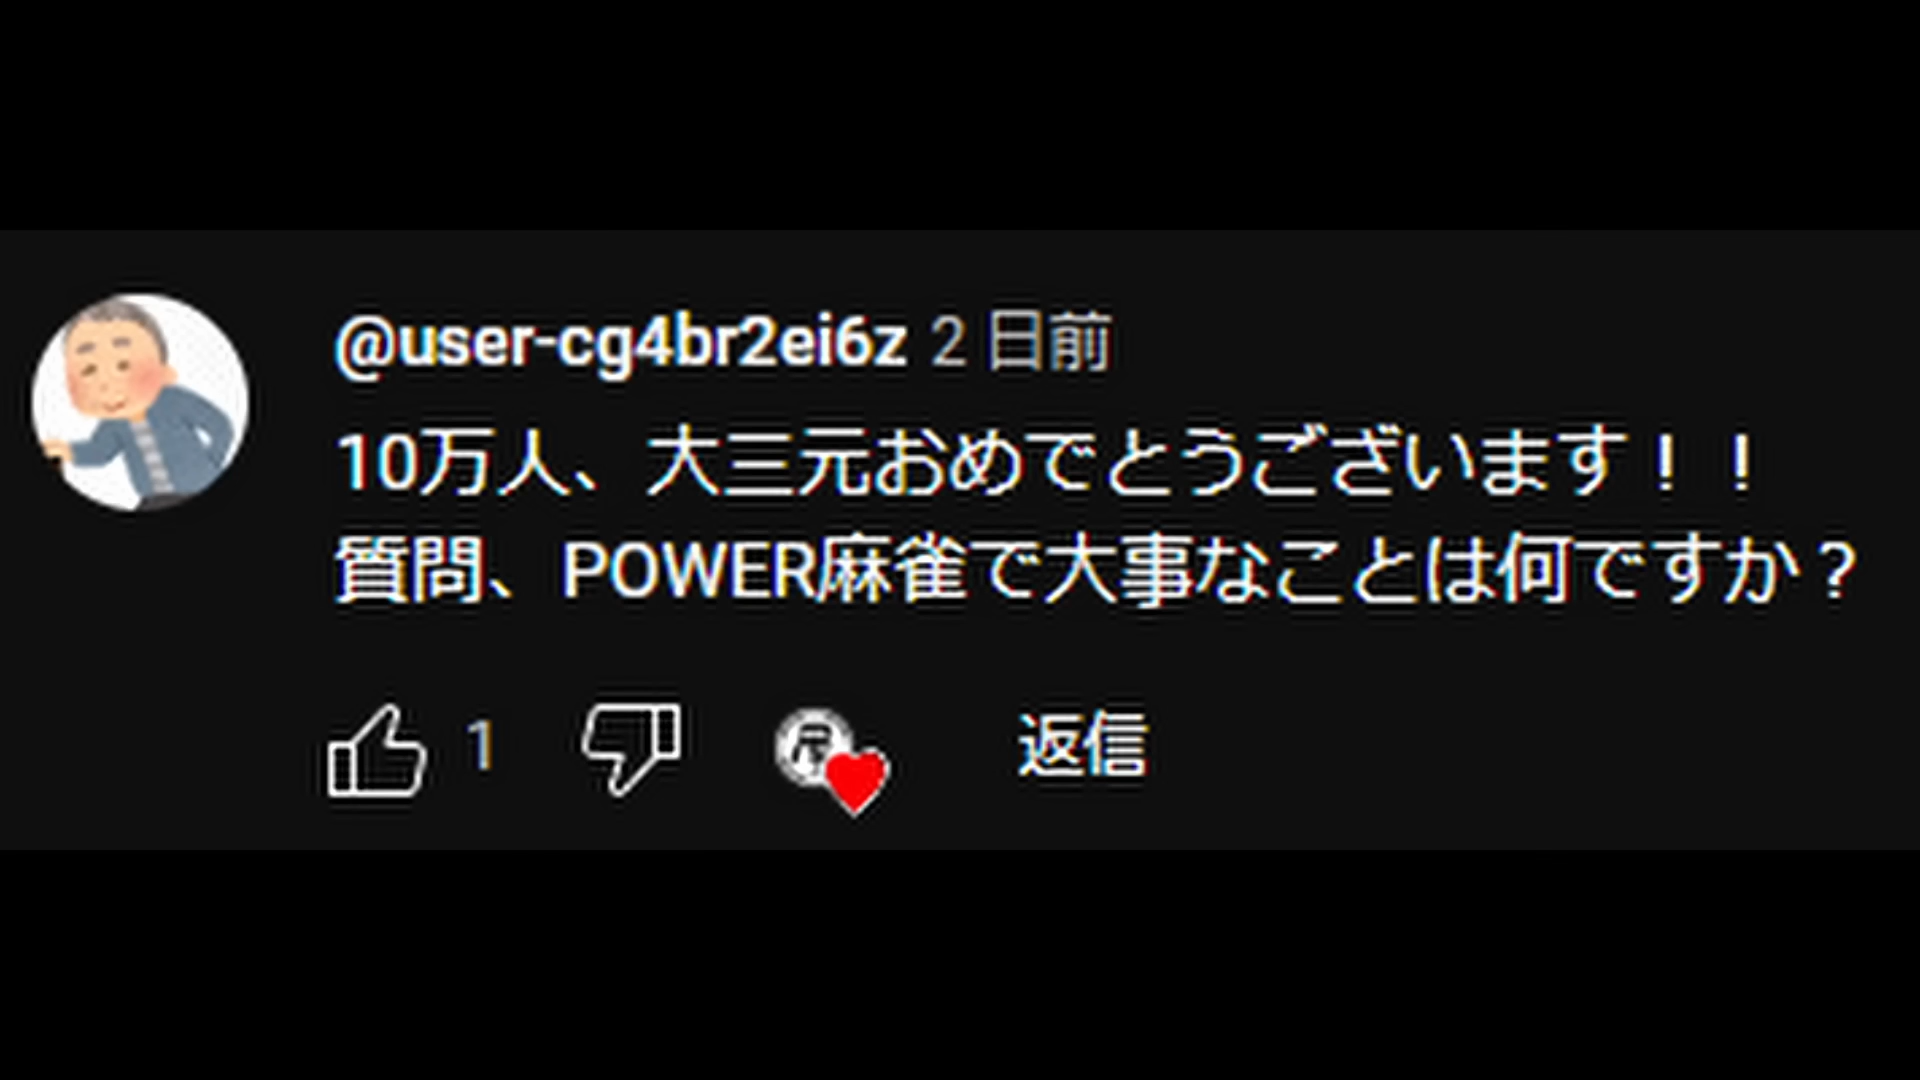 @user-cg4br2ei6z 2 日前
10万人、大三元おめでとうございます！！
質問、POWER麻雀で大事なことは何ですか？
1
返信